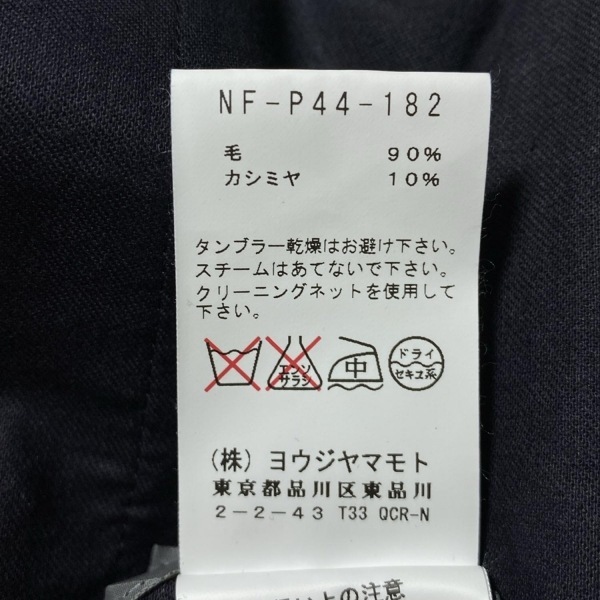 NF-P44-182
毛 90%
カシミヤ 10%
タンブラー乾燥はお避け下さい。
スチームはあてないで下さい。
クリーニングネットを使用して
下さい。
エンソ
サラシ
中
ドライ
セキユ系
(株) ヨウジヤマモト
東京都品川区東品川
2-2-43 T33 QCR-N
上の注意